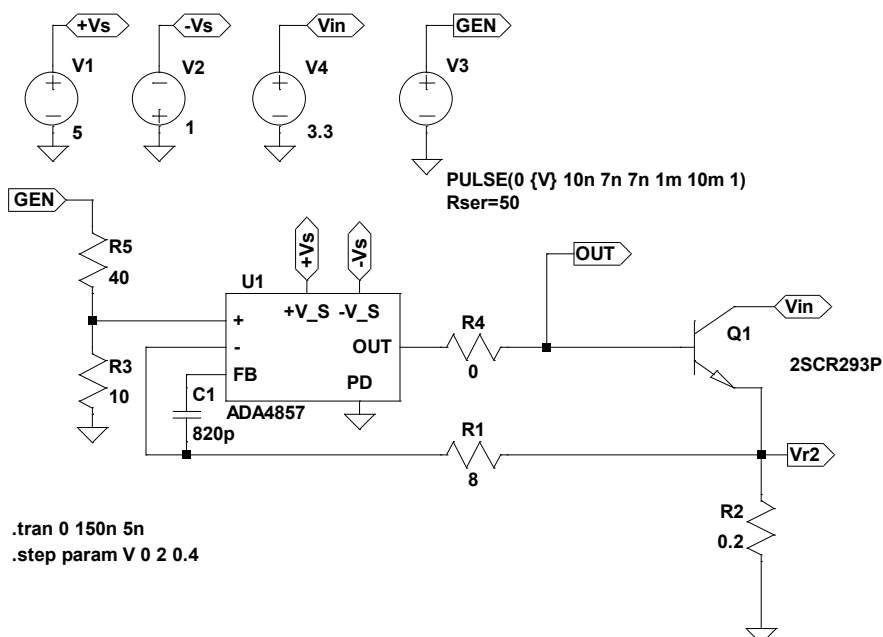 +Vs
-Vs
Vin
GEN
V1
V2
V4
V3
5
1
3.3
PULSE(0 {V} 10n 7n 7n 1m 10m 1)
Rser=50
GEN
+Vs
-Vs
R5
40
U1
OUT
+V_S -V_S
Vin
R4
Q1
OUT
0
R3
10
FB
PD
2SCR293P
C1
ADA4857
820p
R1
8
Vr2
R2
0.2
.tran 0 150n 5n
.step param V 0 2 0.4